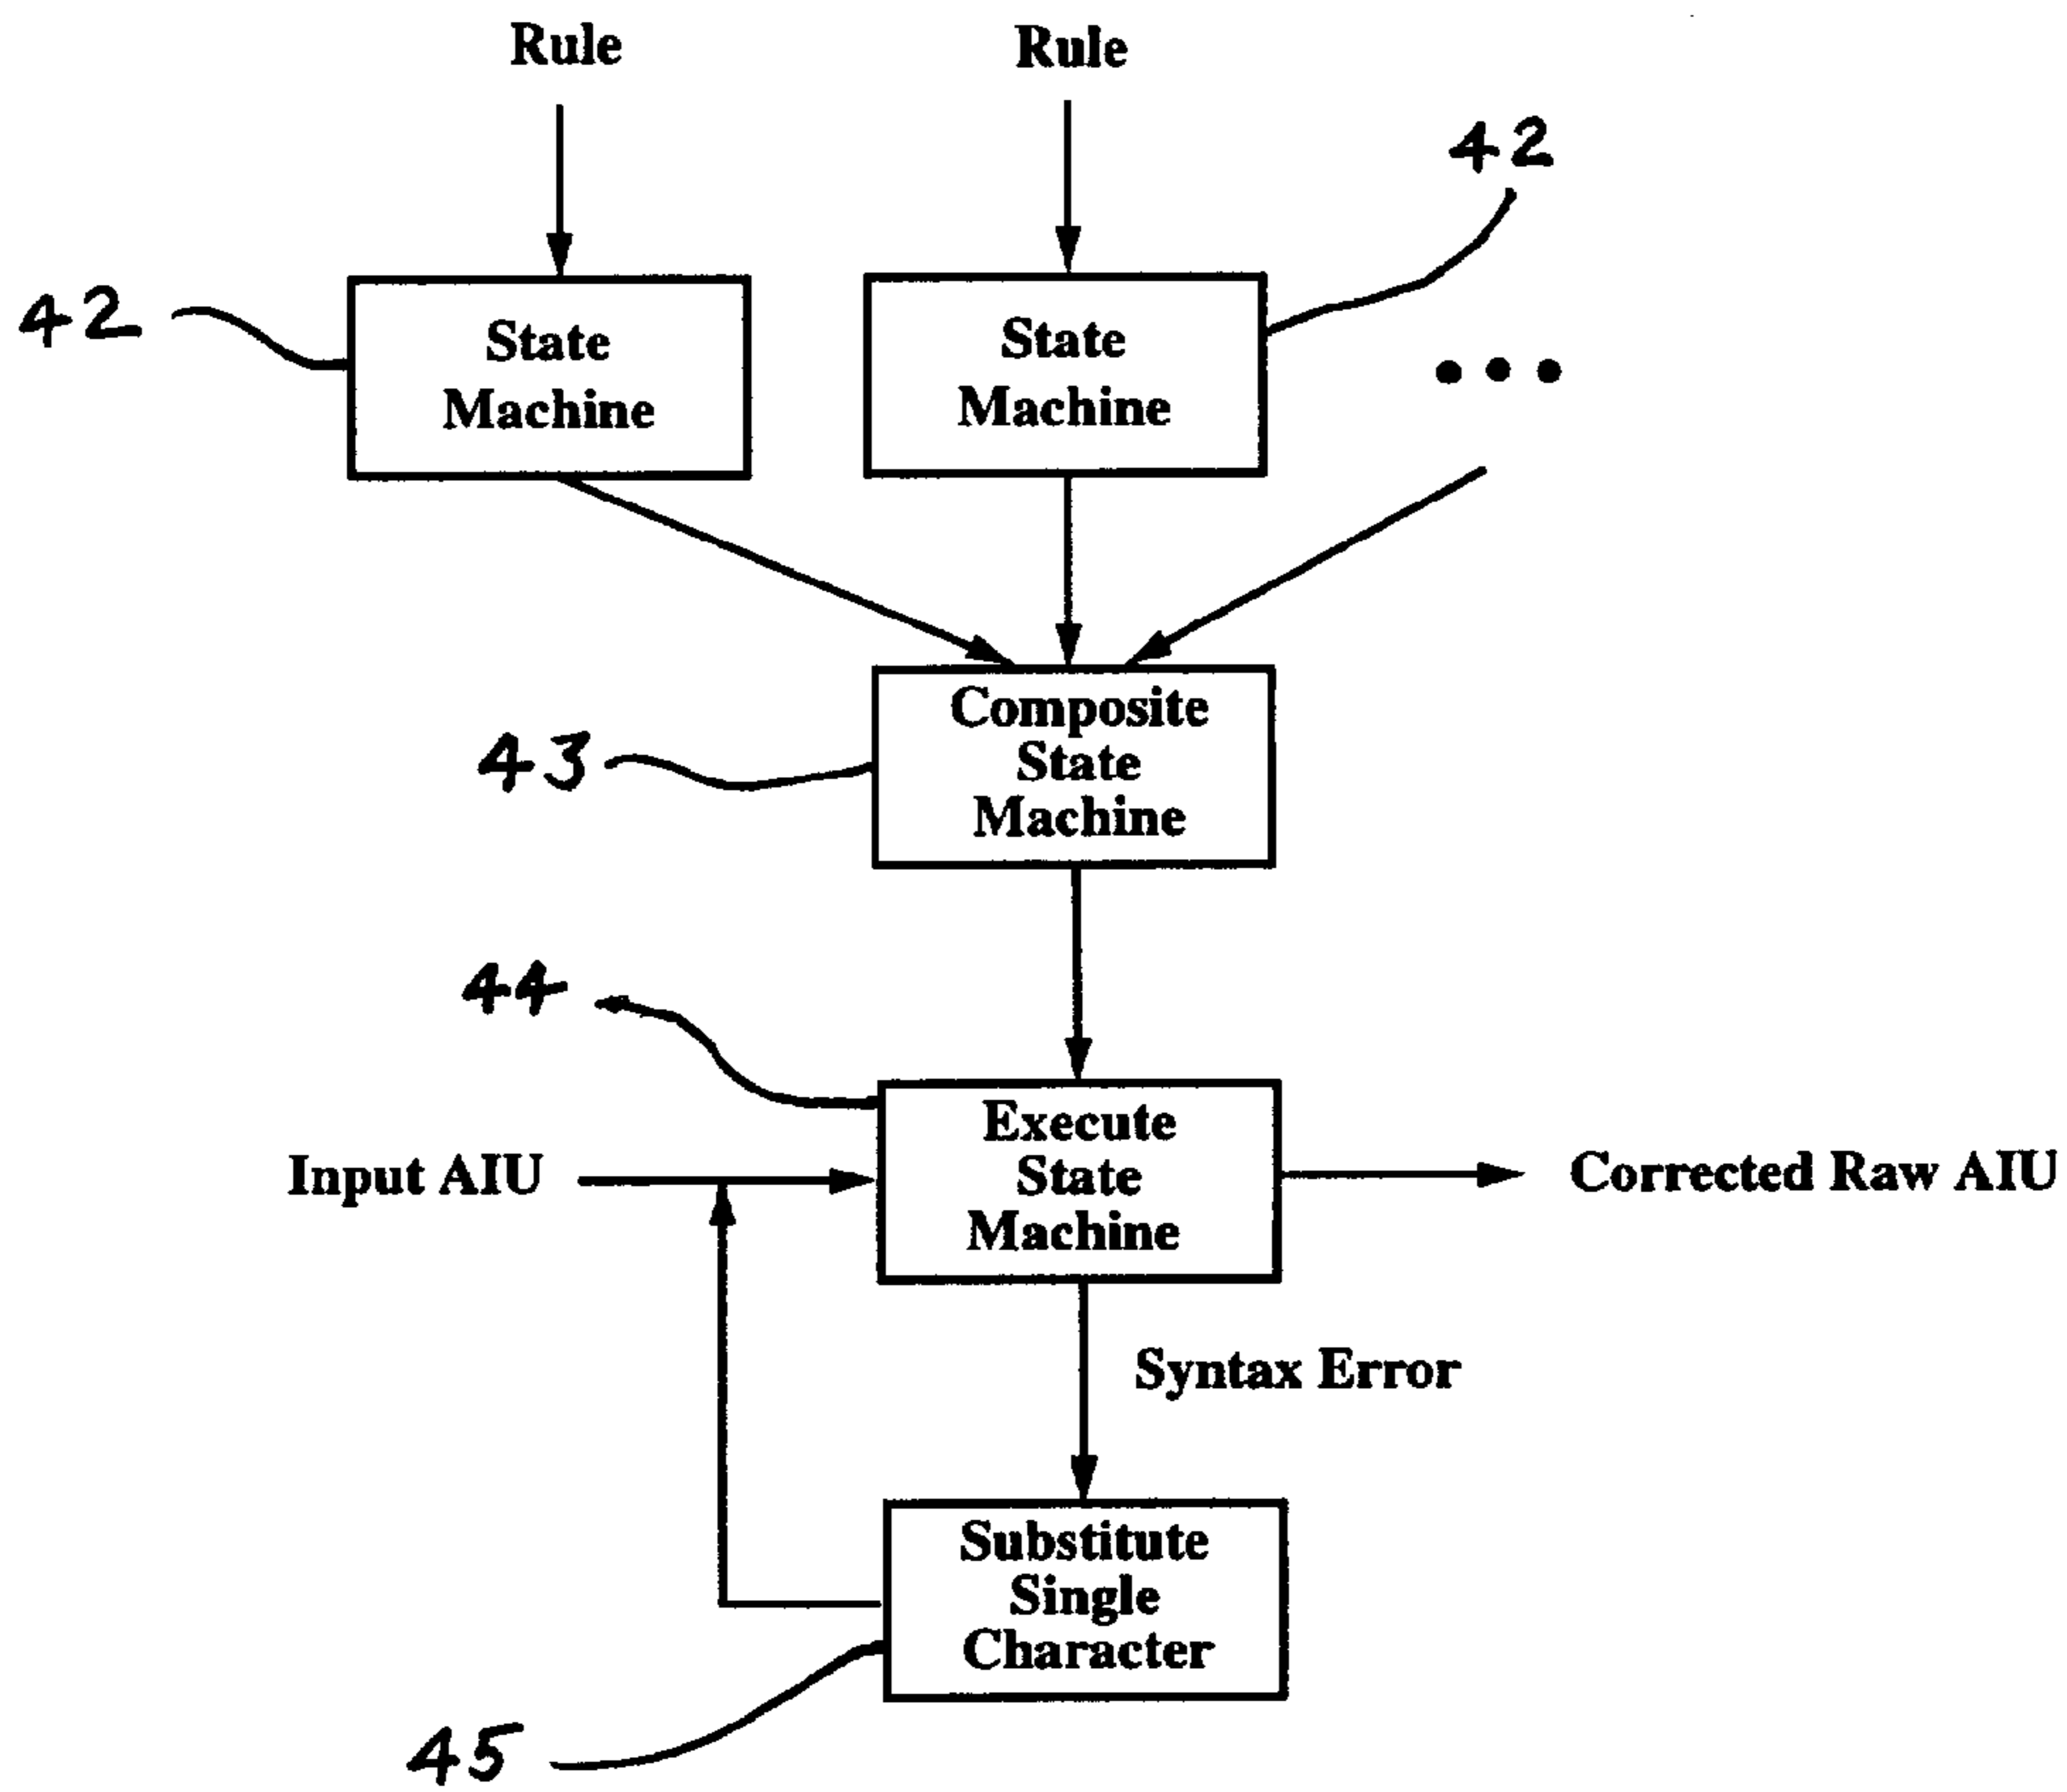 Rule
Rule
42
42
State
Machine
State
Machine
Composite
State
Machine
43
44
Execute
State
Machine
Input AIU
Corrected Raw AIU
Syntax Error
Substitute
Single
Character
45